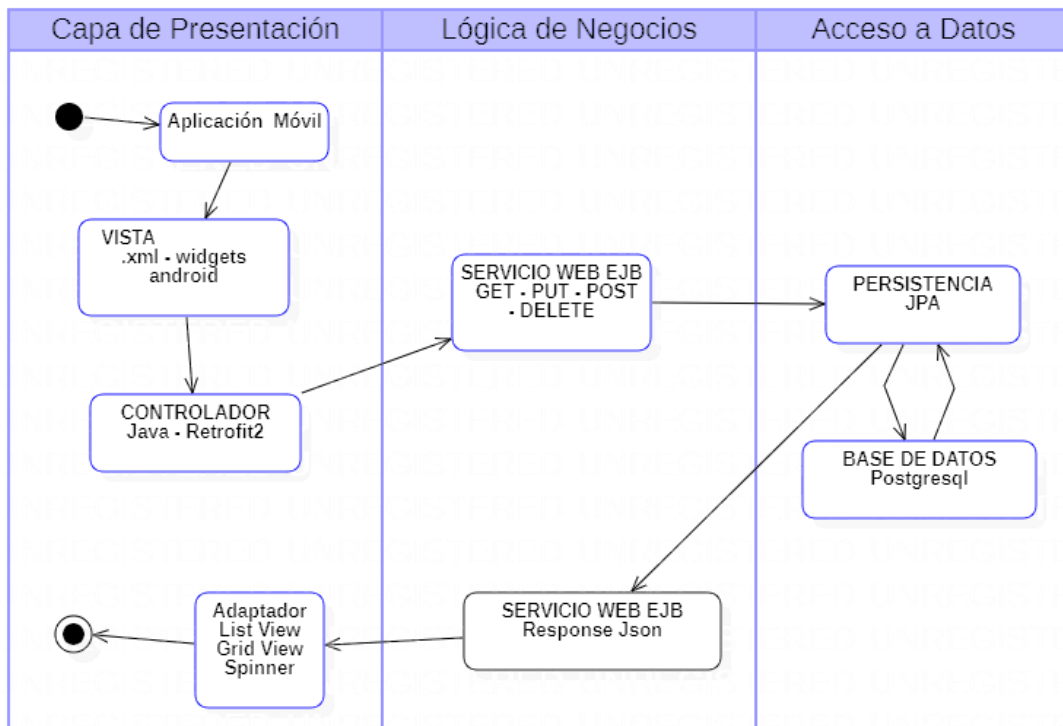 Capa de Presentación
Lógica de Negocios
Acceso a Datos
Aplicación Móvil
VISTA
.xml - widgets
android
CONTROLADOR
Java - Retrofit2
SERVICIO WEB EJB
GET - PUT - POST
- DELETE
PERSISTENCIA
JPA
BASE DE DATOS
Postgresql
SERVICIO WEB EJB
Response Json
Adaptador
List View
Grid View
Spinner